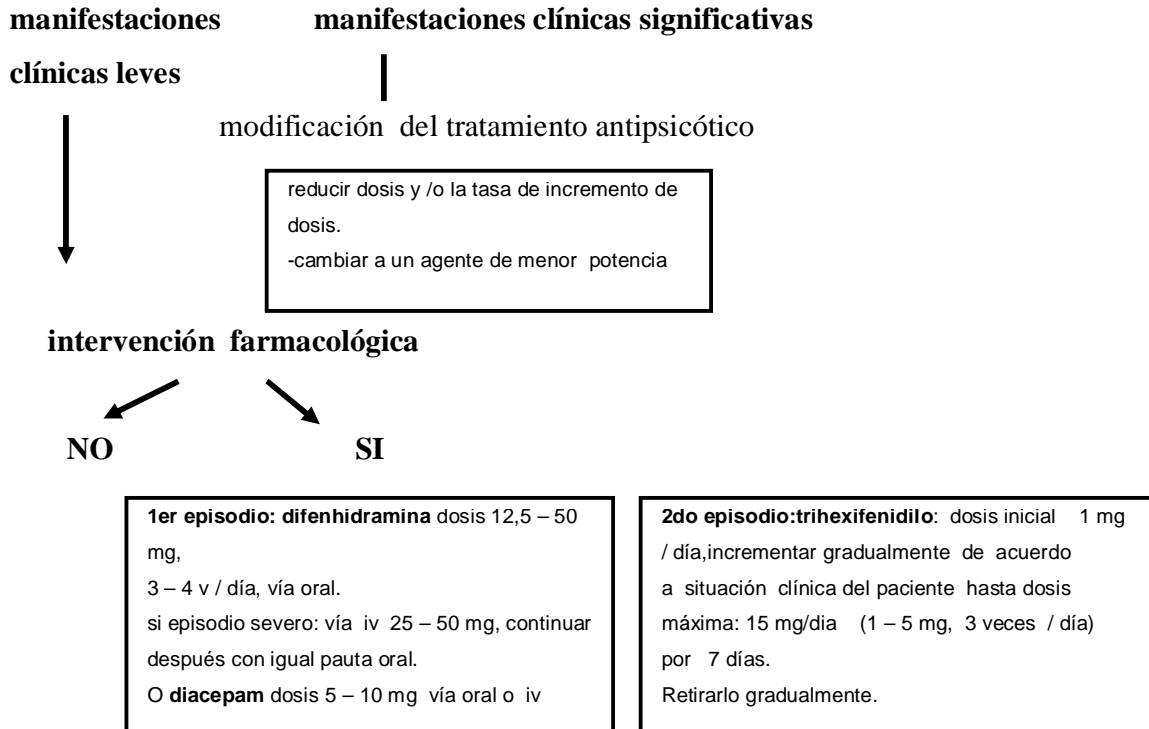 manifestaciones manifestaciones clínicas significativas
clínicas leves
modificación del tratamiento antipsicótico
reducir dosis y /o la tasa de incremento de
dosis.
-cambiar a un agente de menor potencia
intervención farmacológica
NO SI
1er episodio: difenhidramina dosis 12,5 – 50
mg,
3 – 4 v / día, vía oral.
si episodio severo: vía iv 25 – 50 mg, continuar
después con igual pauta oral.
O diacepam dosis 5 – 10 mg vía oral o iv
2do episodio:trihexifenidilo: dosis inicial 1 mg
/ día,incrementar gradualmente de acuerdo
a situación clínica del paciente hasta dosis
máxima: 15 mg/dia (1 – 5 mg, 3 veces / día)
por 7 días.
Retirarlo gradualmente.